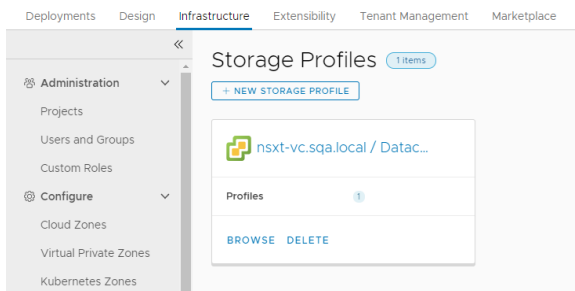 Deployments Design Infrastructure Extensibility Tenant Management Marketplace
Storage Profiles 1 items
+ NEW STORAGE PROFILE
Administration
Projects
Users and Groups
Custom Roles
Configure
Cloud Zones
Virtual Private Zones
Kubernetes Zones
nsxt-vc.sqa.local / Datac...
Profiles 1
BROWSE DELETE